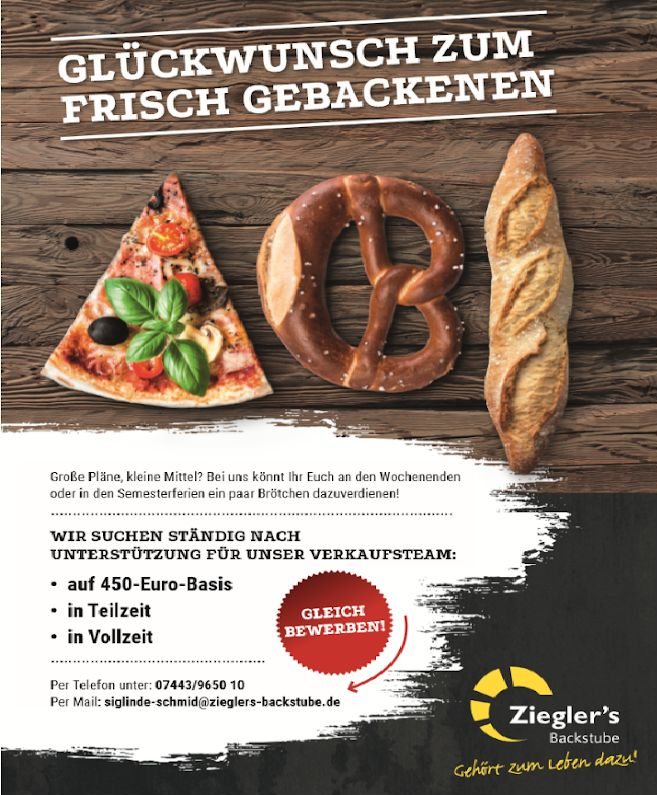 GLÜCKWUNSCH ZUM
FRISCH GEBACKENEN
Große Pläne, kleine Mittel? Bei uns könnt Ihr Euch an den Wochenenden
oder in den Semesterferien ein paar Brötchen dazuverdienen!
WIR SUCHEN STÄNDIG NACH
UNTERSTÜTZUNG FÜR UNSER VERKAUFSTEAM:
• auf 450-Euro-Basis
• in Teilzeit
• in Vollzeit
GLEICH
BEWERBEN!
Per Telefon unter: 07443/9650 10
Per Mail: siglinde-schmid@zieglers-backstube.de
Ziegler's
Backstube
Gehört zum Leben dazu!